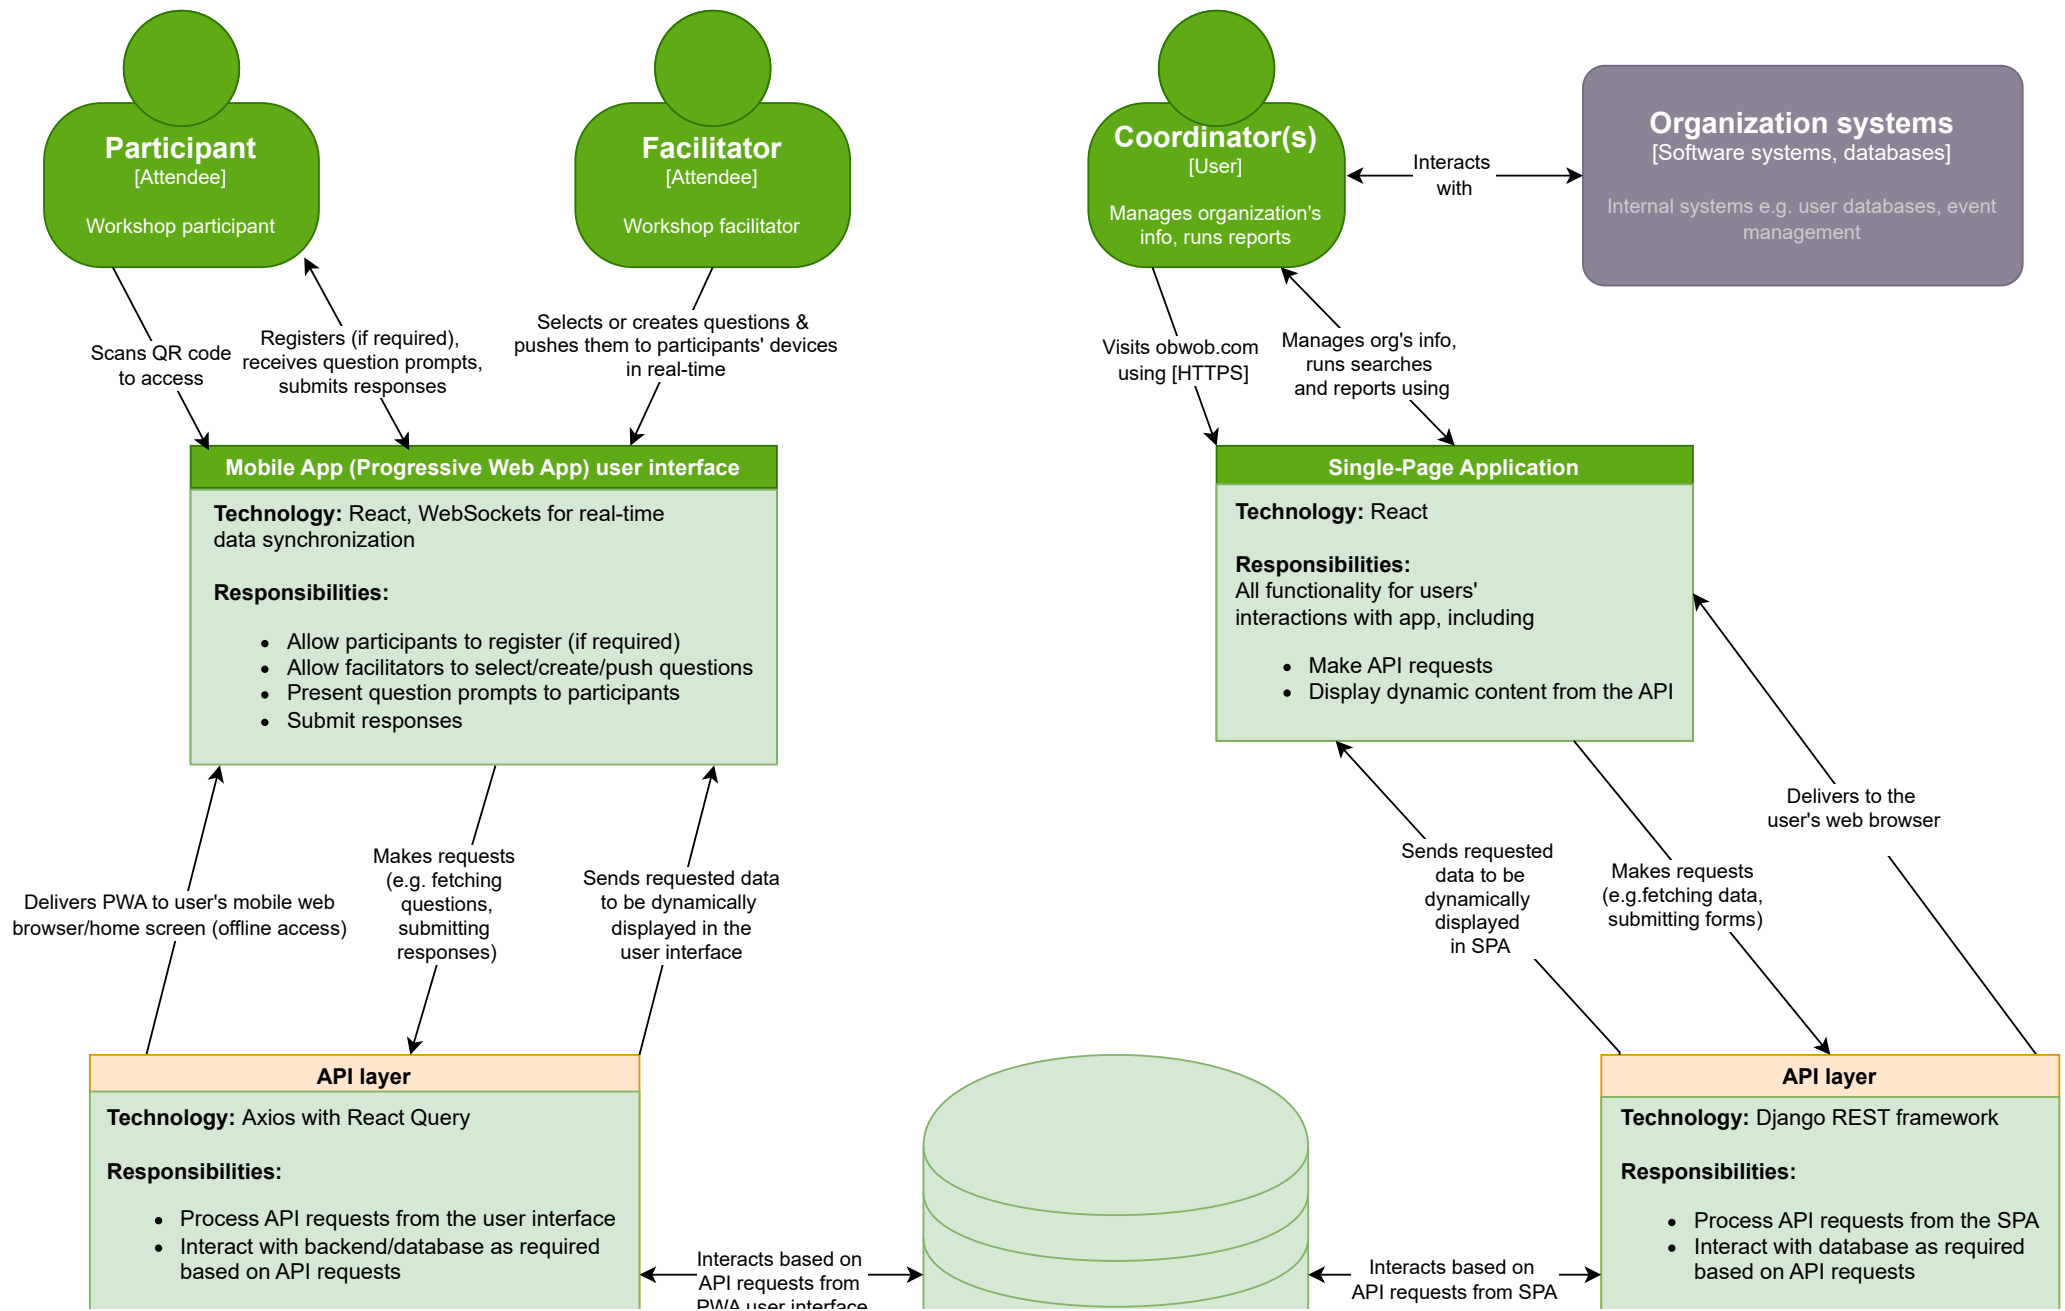 Participant
[Attendee]
Workshop participant
Facilitator
[Attendee]
Workshop facilitator
Coordinator(s)
[User]
Manages organization's
info, runs reports
Interacts
with
Organization systems
[Software systems, databases]
Internal systems e.g. user databases, event
management
Scans QR code
to access
Registers (if required),
receives question prompts,
submits responses
Selects or creates questions &
pushes them to participants' devices
in real-time
Visits obwob.com
using [HTTPS]
Manages org's info,
runs searches
and reports using
Mobile App (Progressive Web App) user interface
Technology: React, WebSockets for real-time
data synchronization
Responsibilities:
• Allow participants to register (if required)
• Allow facilitators to select/create/push questions
• Present question prompts to participants
• Submit responses
Single-Page Application
Technology: React
Responsibilities:
All functionality for users'
interactions with app, including
• Make API requests
• Display dynamic content from the API
Delivers PWA to user's mobile web
browser/home screen (offline access)
Makes requests
(e.g. fetching
questions,
submitting
responses)
Sends requested data
to be dynamically
displayed in the
user interface
Sends requested
data to be
dynamically
displayed
in SPA
Makes requests
(e.g.fetching data,
submitting forms)
Delivers to the
user's web browser
API layer
Technology: Axios with React Query
Responsibilities:
• Process API requests from the user interface
• Interact with backend/database as required
based on API requests
Interacts based on
API requests from
PWA user interface
Interacts based on
API requests from SPA
API layer
Technology: Django REST framework
Responsibilities:
• Process API requests from the SPA
• Interact with database as required
based on API requests